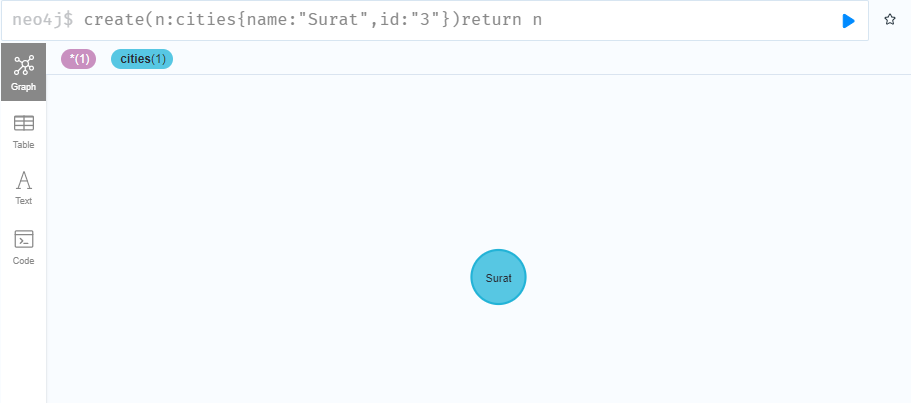 neo4j$ create(n:cities{name:"Surat",id:"3"})return n
*(1) cities(1)
Graph
Table
Text
Code
Surat